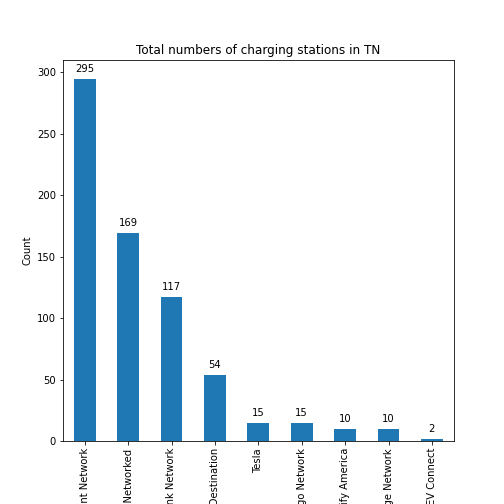 Total numbers of charging stations in TN
Count
300
250
200
150
100
50
0
295
169
117
54
15
15
10
10
2
nt Network
Networked
nk Network
Destination
Tesla
go Network
ify America
ge Network
EV Connect